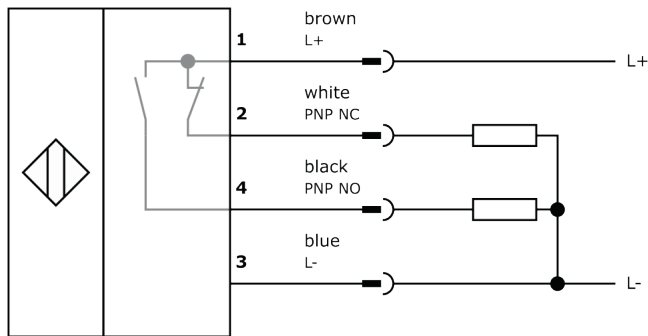 brown
1 L+
L+
white
2 PNP NC
black
4 PNP NO
blue
3 L-
L-